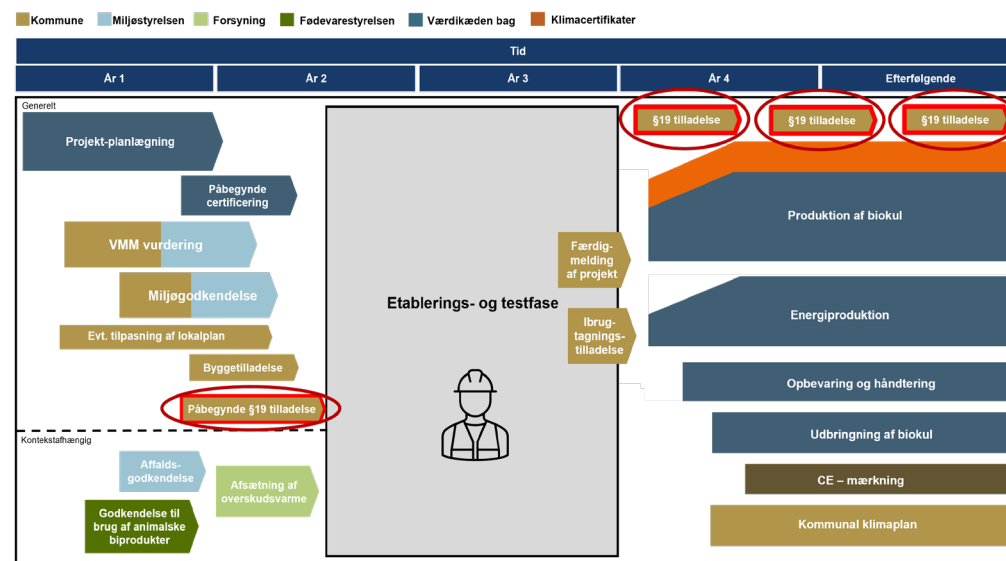 Kommune
Miljøstyrelsen
Forsyning
Fødevarestyrelsen
Værdikæden bag
Klimacertifikater
Tid
År 1
År 2
År 3
År 4
Efterfølgende
Generelt
§19 tilladelse
§19 tilladelse
§19 tilladelse
Projekt-planlægning
Påbegynde
certificering
VMM vurdering
Miljøgodkendelse
Evt. tilpasning af lokalplan
Byggetilladelse
Påbegynde §19 tilladelse
Etablerings- og testfase
Færdig-
melding
af projekt
Ibrug-
tagnings-
tilladelse
Produktion af biokul
Energiproduktion
Opbevaring og håndtering
Udbringning af biokul
CE – mærkning
Kommunal klimaplan
Kontekstafhængig
Affalds-
godkendelse
Afsætning af
overskudsvarme
Godkendelse til
brug af animalske
biprodukter